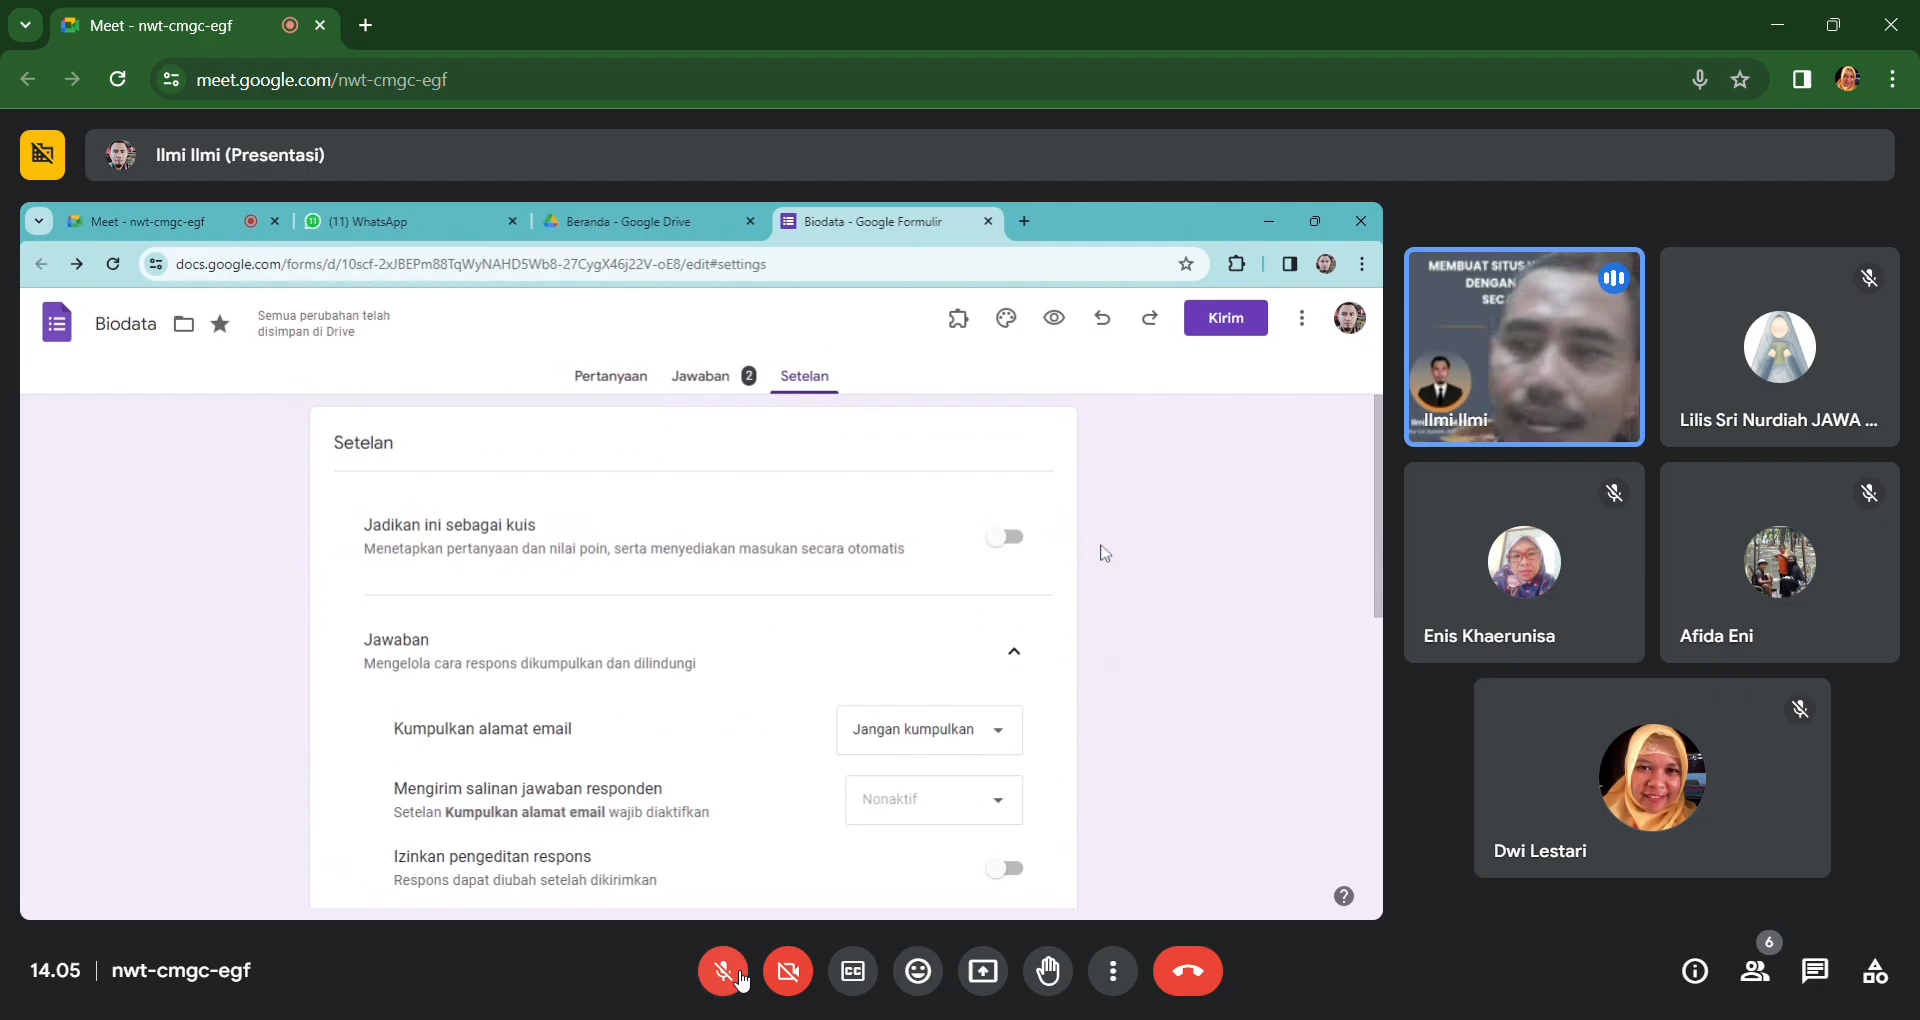 Meet - nwt-cmgc-egf
meet.google.com/nwt-cmgc-egf
Ilmi Ilmi (Presentasi)
Meet - nwt-cmgc-egf
(11) WhatsApp
Beranda - Google Drive
Biodata - Google Formulir
docs.google.com/forms/d/10scf-2xJBEPm88TqWyNAHD5Wb8-27CygX46j22V-oE8/edit#settings
Biodata
Semua perubahan telah
disimpan di Drive
Kirim
Pertanyaan
Jawaban 2
Setelan
Setelan
Jadikan ini sebagai kuis
Menetapkan pertanyaan dan nilai poin, serta menyediakan masukan secara otomatis
Jawaban
Mengelola cara respons dikumpulkan dan dilindungi
Kumpulkan alamat email
Jangan kumpulkan
Mengirim salinan jawaban responden
Setelan Kumpulkan alamat email wajib diaktifkan
Nonaktif
Izinkan pengeditan respons
Respons dapat diubah setelah dikirimkan
MEMBUAT SITUS
DENGAN
SEC
Ilmi Ilmi
Lilis Sri Nurdiah JAWA ...
Enis Khaerunisa
Afida Eni
Dwi Lestari
14.05
nwt-cmgc-egf
6